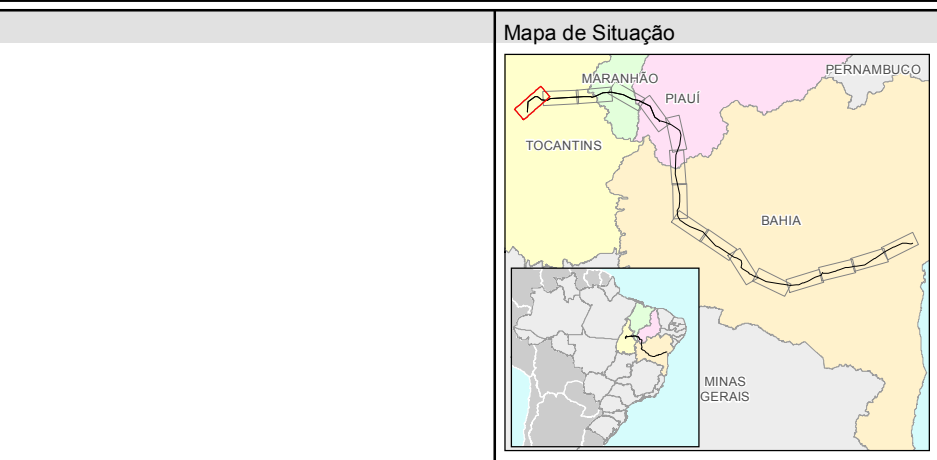 Mapa de Situação
PERNAMBUCO
MARANHÃO
PIAUÍ
TOCANTINS
BAHIA
MINAS
GERAIS